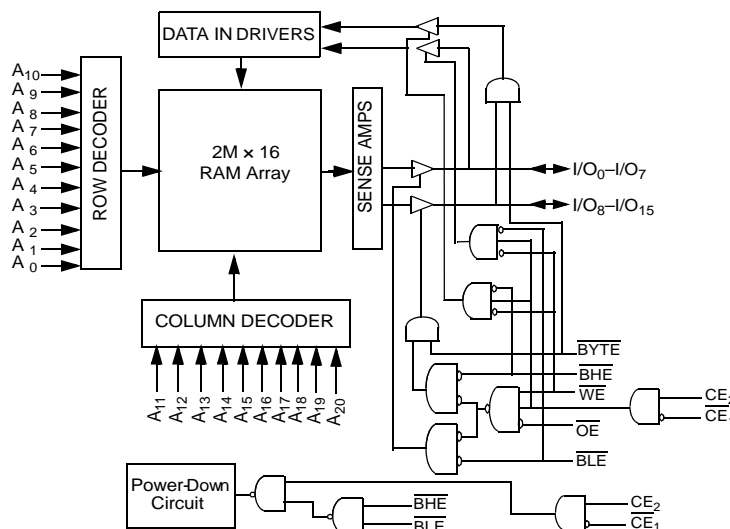 DATA IN DRIVERS
A10
A9
A8
A7
A6
A5
A4
A3
A2
A1
A0
ROW DECODER
2M × 16
RAM Array
SENSE AMPS
I/O0–I/O7
I/O8–I/O15
COLUMN DECODER
A11
A12
A13
A14
A15
A16
A17
A18
A19
A20
BYTE
BHE
WE
OE
BLE
CE
CE
Power-Down
Circuit
BHE
BLE
CE2
CE1